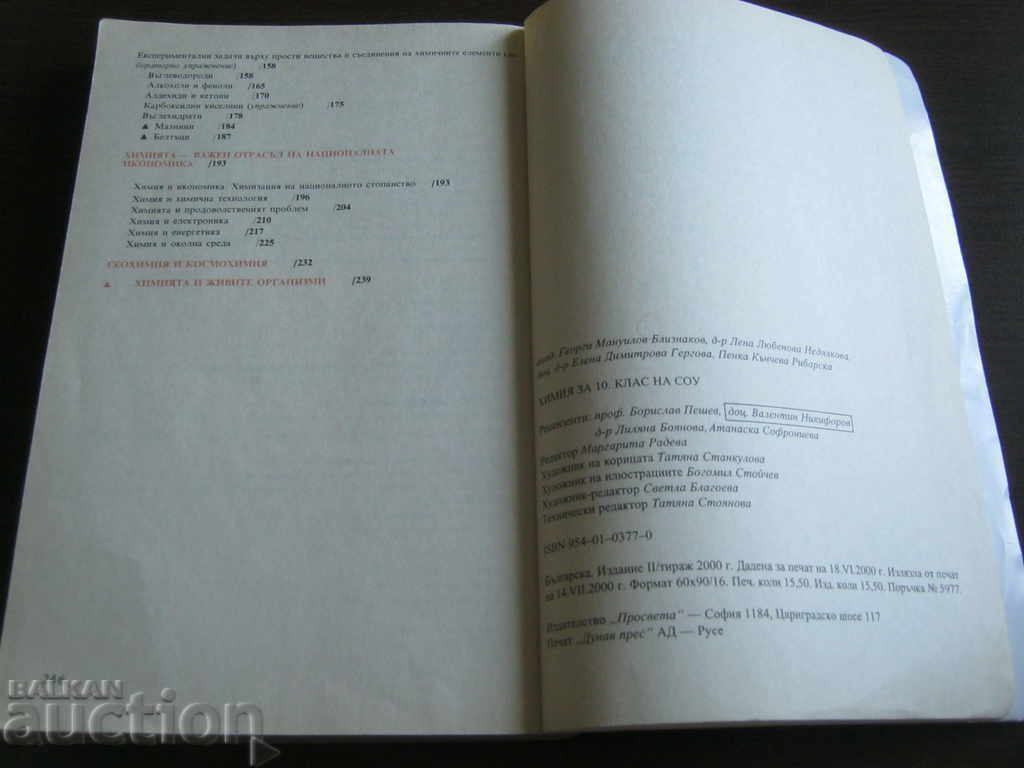 Експериментални задачи върху прости вещества и съединения на химичните елементи
бораторно упражнение) /158
Въглеводороди /158
Алкохоли и феноли /165
Алдехиди и кетони /170
Карбоксилни киселини (упражнение) /175
Въглехидрати /178
▲ Мазнини /184
▲ Белтъци /187
ХИМИЯТА — ВАЖЕН ОТРАСЪЛ НА НАЦИОНАЛНАТА
ИКОНОМИКА /193
Химия и икономика. Химизация на националното стопанство /193
Химия и химична технология /196
Химията и продоволственият проблем /204
Химия и електроника /210
Химия и енергетика /217
Химия и околна среда /225
ГЕОХИМИЯ И КОСМОХИМИЯ /232
▲ ХИМИЯТА И ЖИВИТЕ ОРГАНИЗМИ /239
акад. Георги Мануилов Близнаков, д-р Лена Любенова Недялкова,
доц. д-р Елена Димитрова Гергова, Пенка Кънчева Рибарска
ХИМИЯ ЗА 10. КЛАС НА СОУ
Рецензенти: проф. Борислав Пешев, доц. Валентин Никифоров
д-р Лиляна Боянова, Атанаска Софрониева
Редактор Маргарита Радева
Художник на корицата Татяна Станкулова
Художник на илюстрациите Богомил Стойчев
Художник-редактор Светла Благоева
Технически редактор Татяна Стоянова
ISBN 954–01–0377–0
Българска. Издание II/тираж 2000 г. Дадена за печат на 18.VI.2000 г. Излязла от печат
на 14.VII.2000 г. Формат 60x90/16. Печ. коли 15,50. Изд. коли 15,50. Поръчка № 5977.
Издателство „Просвета“ — София 1184, Цариградско шосе 117
Печат „Дунав прес“ АД — Русе
BALKAN
auction